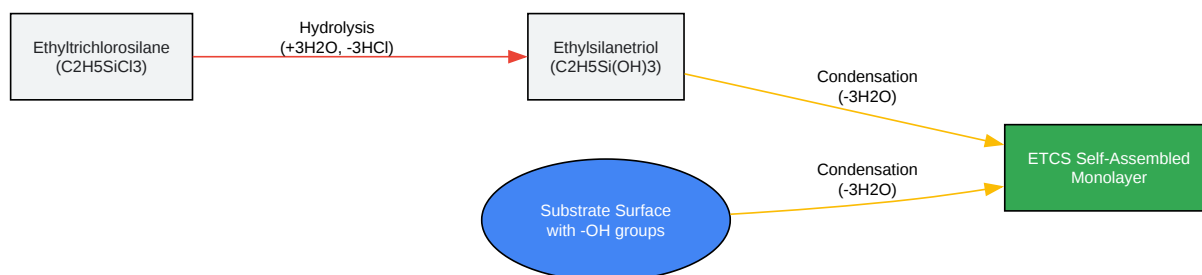 Ethyltrichlorosilane
(C2H5SiCl3)
Hydrolysis
(+3H2O, -3HCl)
Ethylsilanetriol
(C2H5Si(OH)3)
Condensation
(-3H2O)
Substrate Surface
with -OH groups
Condensation
(-3H2O)
ETCS Self-Assembled
Monolayer